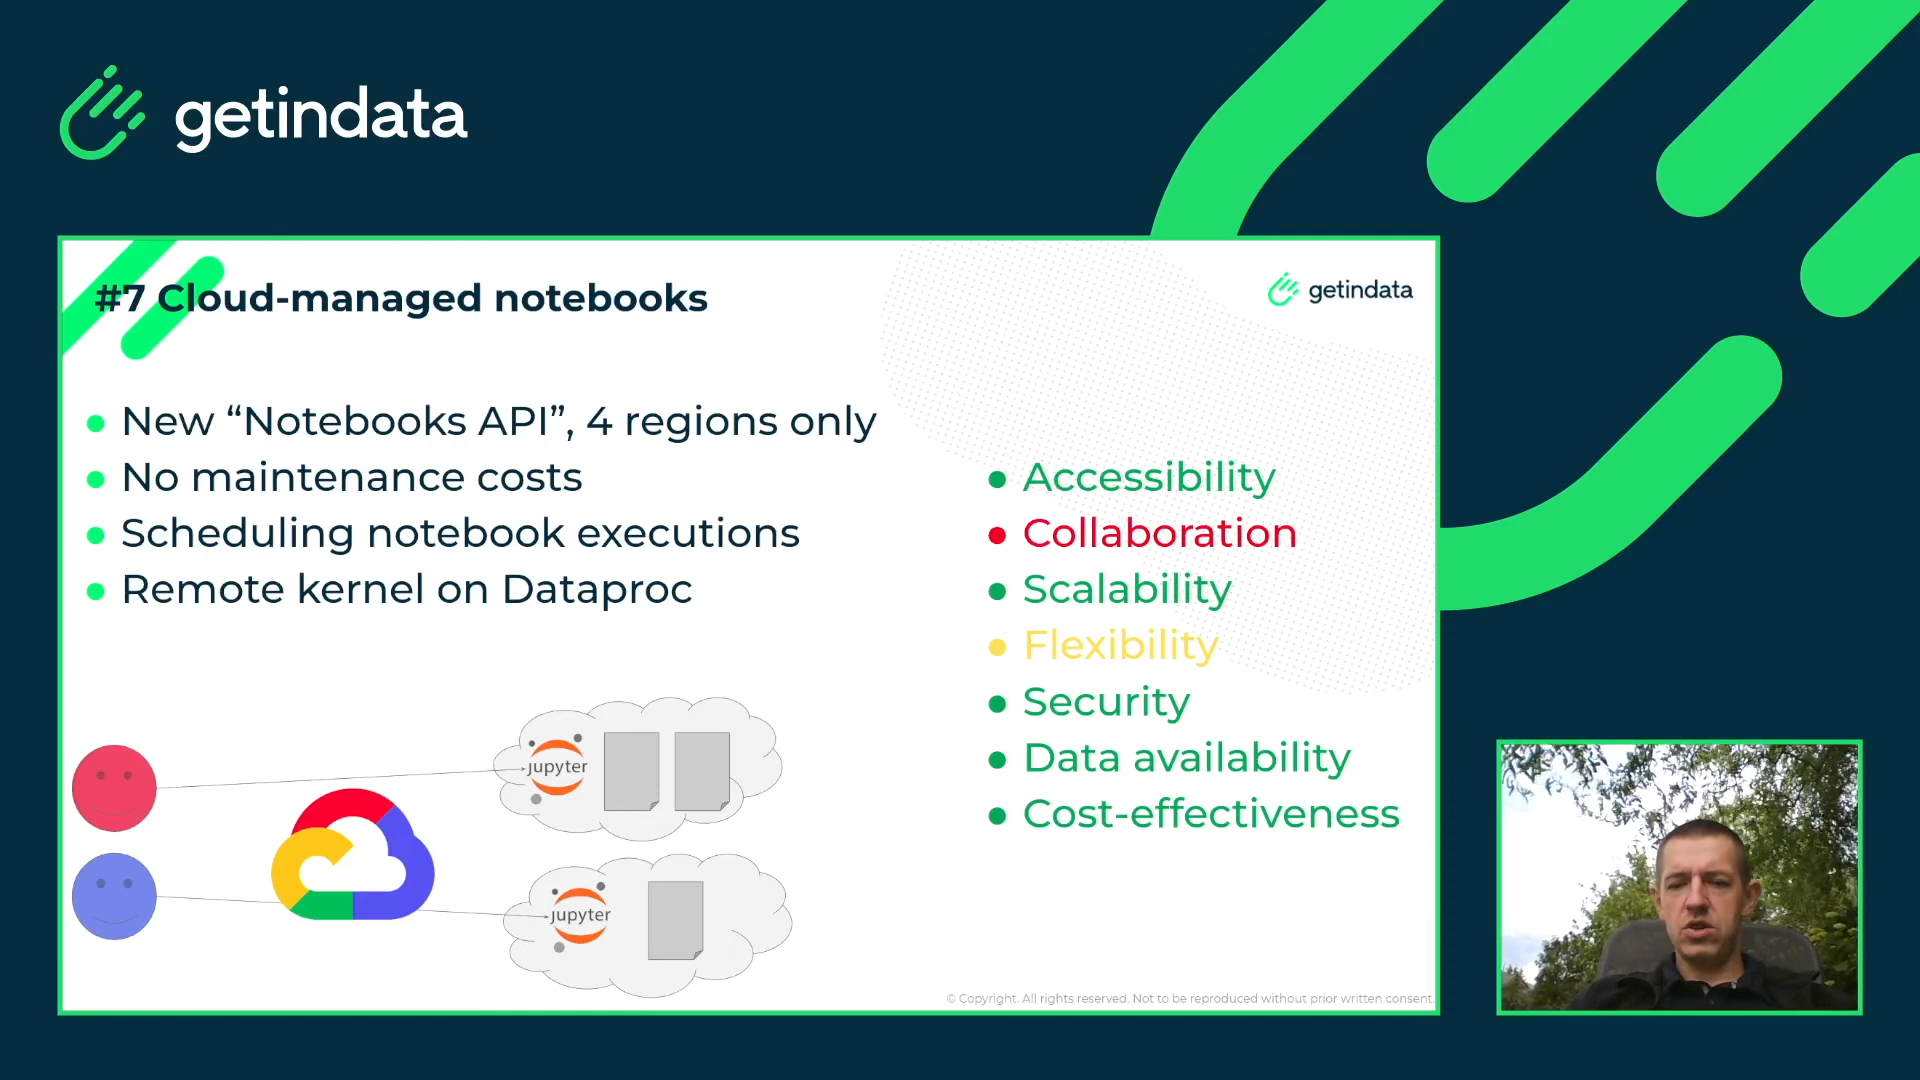 getindata
#7 Cloud-managed notebooks
getindata
New “Notebooks API”, 4 regions only
No maintenance costs
Scheduling notebook executions
Remote kernel on Dataproc
Accessibility
Collaboration
Scalability
Flexibility
Security
Data availability
Cost-effectiveness
jupyter
jupyter
© Copyright. All rights reserved. Not to be reproduced without prior written consent.